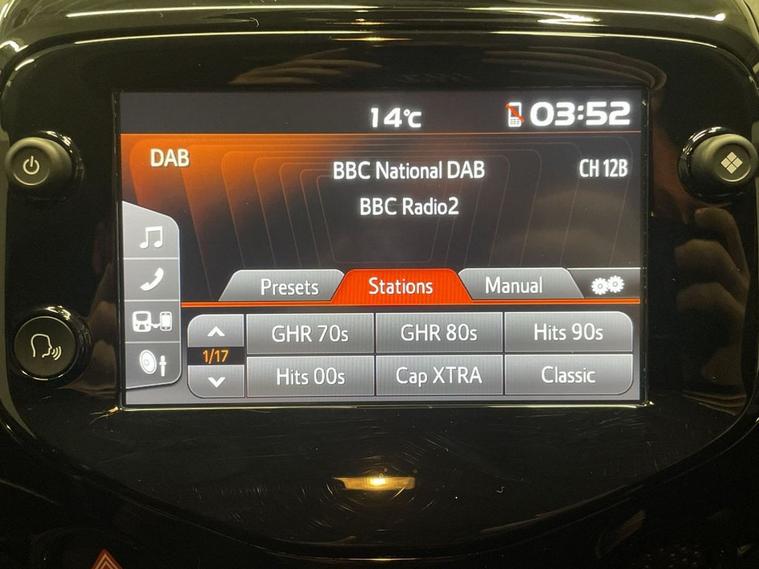 14°C 03:52
DAB BBC National DAB CH 12B
BBC Radio2
Presets Stations Manual
GHR 70s GHR 80s Hits 90s
1/17
Hits 00s Cap XTRA Classic